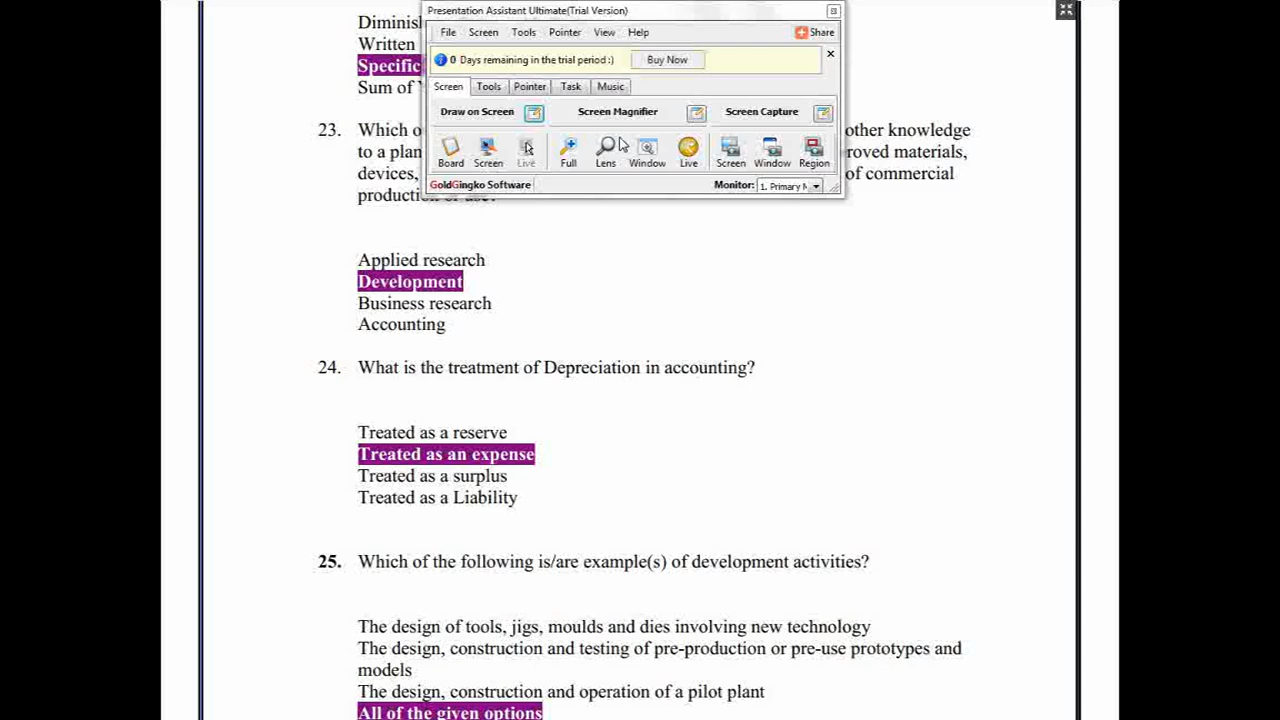 Diminis
Written
Specific
Sum of
Presentation Assistant Ultimate(Trial Version)
File Screen Tools Pointer View Help Share
0 Days remaining in the trial period :) Buy Now
Screen Tools Pointer Task Music
Draw on Screen Screen Magnifier Screen Capture
Board Screen Live Full Lens Window Live Screen Window Region
GoldGingko Software Monitor: 1. Primary M
23. Which o other knowledge
to a plan roved materials,
devices, of commercial
production or use?
Applied research
Development
Business research
Accounting
24. What is the treatment of Depreciation in accounting?
Treated as a reserve
Treated as an expense
Treated as a surplus
Treated as a Liability
25. Which of the following is/are example(s) of development activities?
The design of tools, jigs, moulds and dies involving new technology
The design, construction and testing of pre-production or pre-use prototypes and
models
The design, construction and operation of a pilot plant
All of the given options